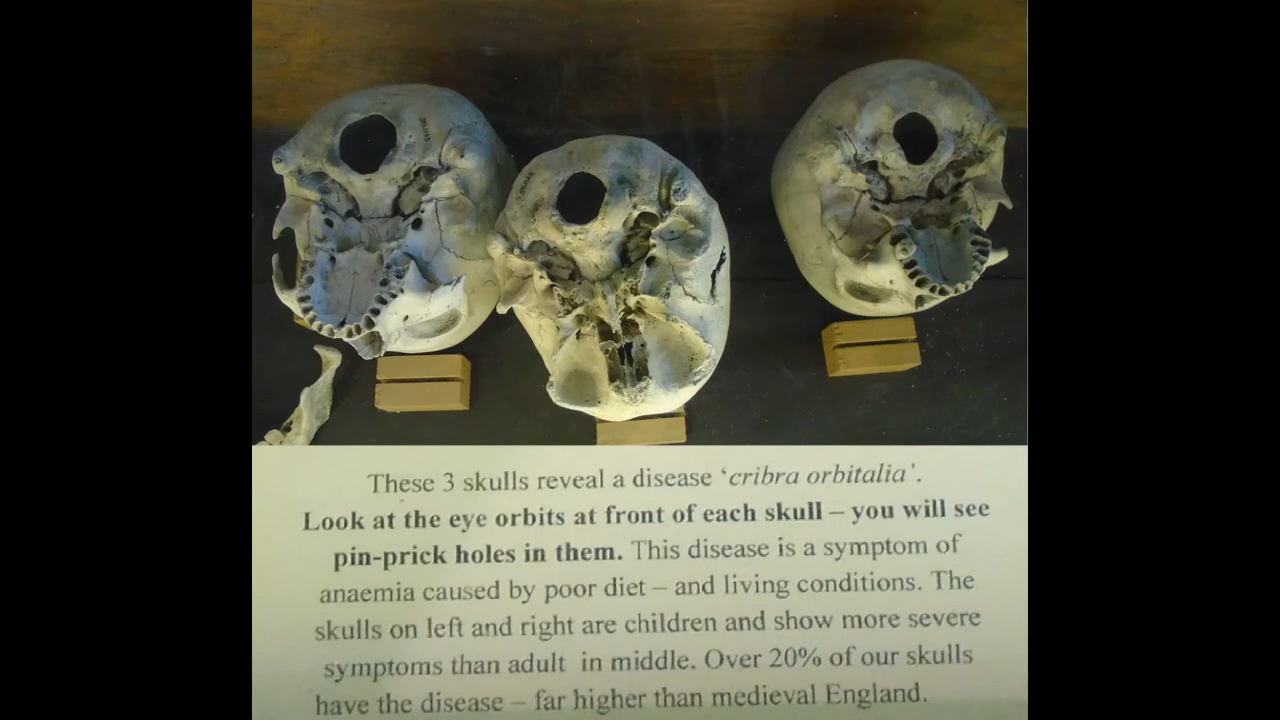 These 3 skulls reveal a disease ‘cribra orbitalia’.
Look at the eye orbits at front of each skull – you will see
pin-prick holes in them. This disease is a symptom of
anaemia caused by poor diet – and living conditions. The
skulls on left and right are children and show more severe
symptoms than adult in middle. Over 20% of our skulls
have the disease – far higher than medieval England.